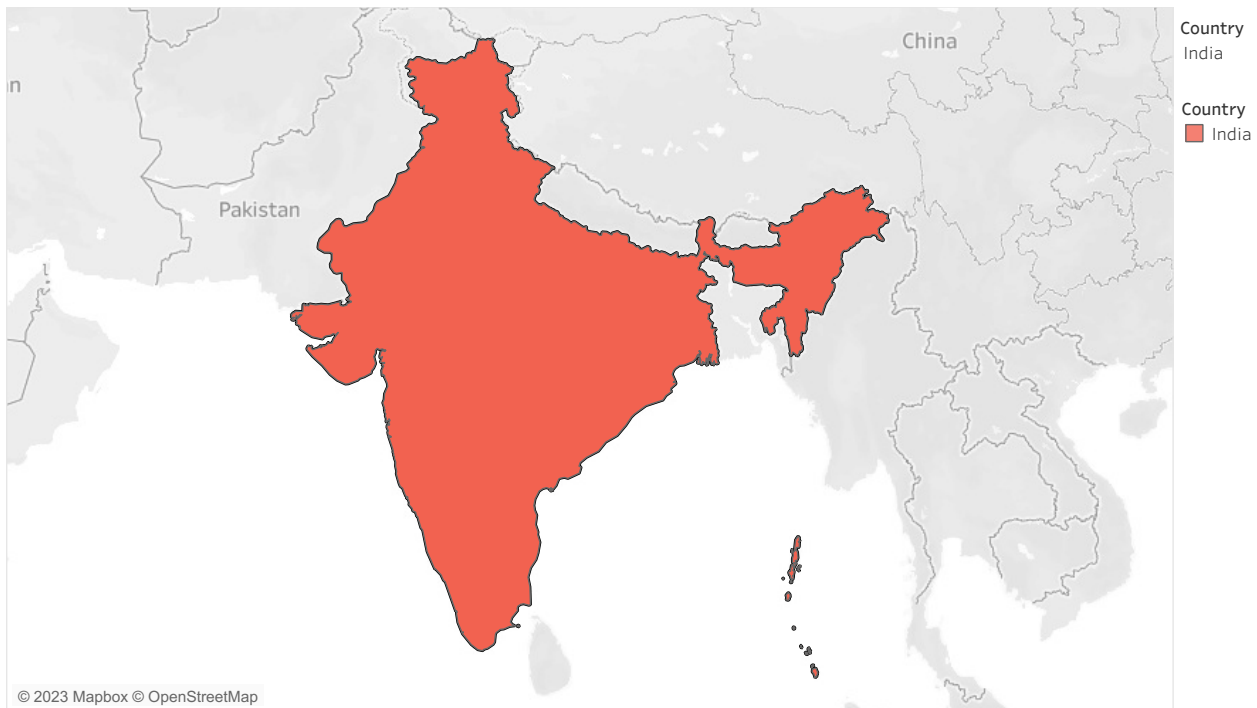 China
n
Pakistan
© 2023 Mapbox © OpenStreetMap
Country
India
Country
India